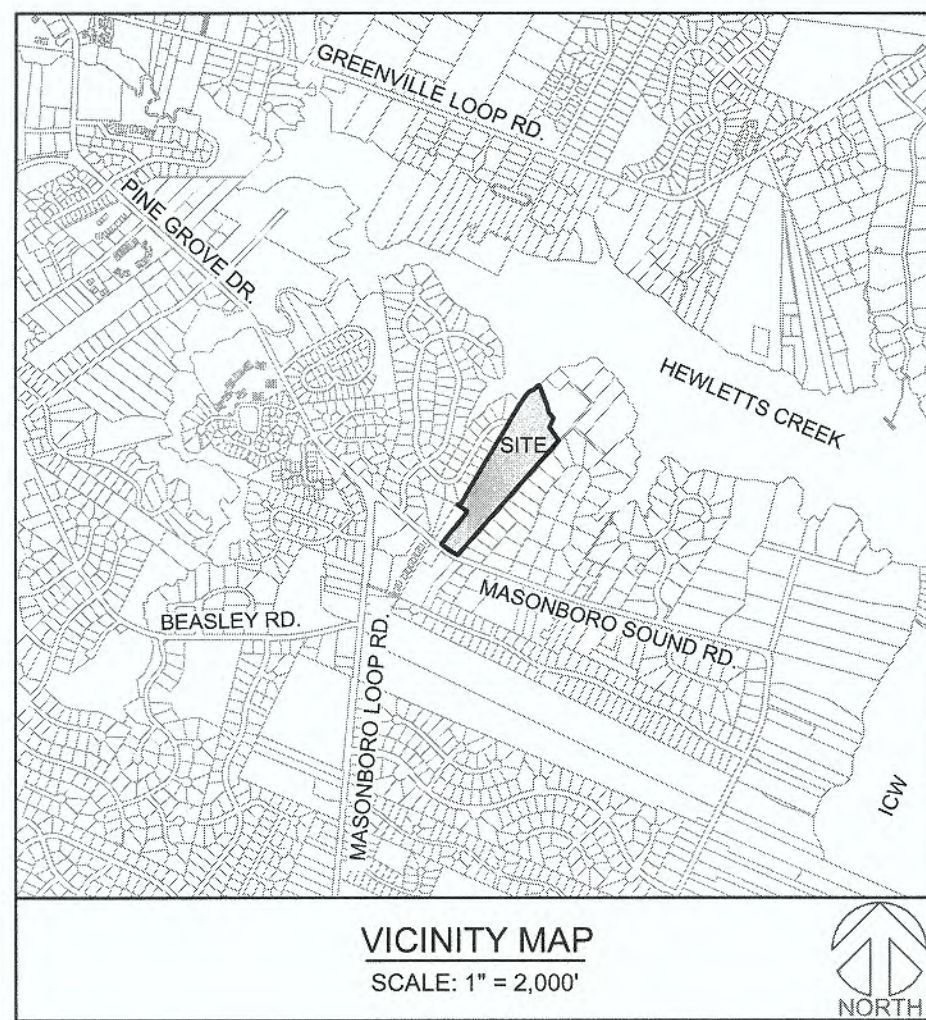 GREENVILLE LOOP RD.
PINE GROVE DR.
HEWLETTS CREEK
SITE
MASONBORO SOUND RD.
BEASLEY RD.
MASONBORO LOOP RD.
ICW
VICINITY MAP
SCALE: 1" = 2,000'
NORTH